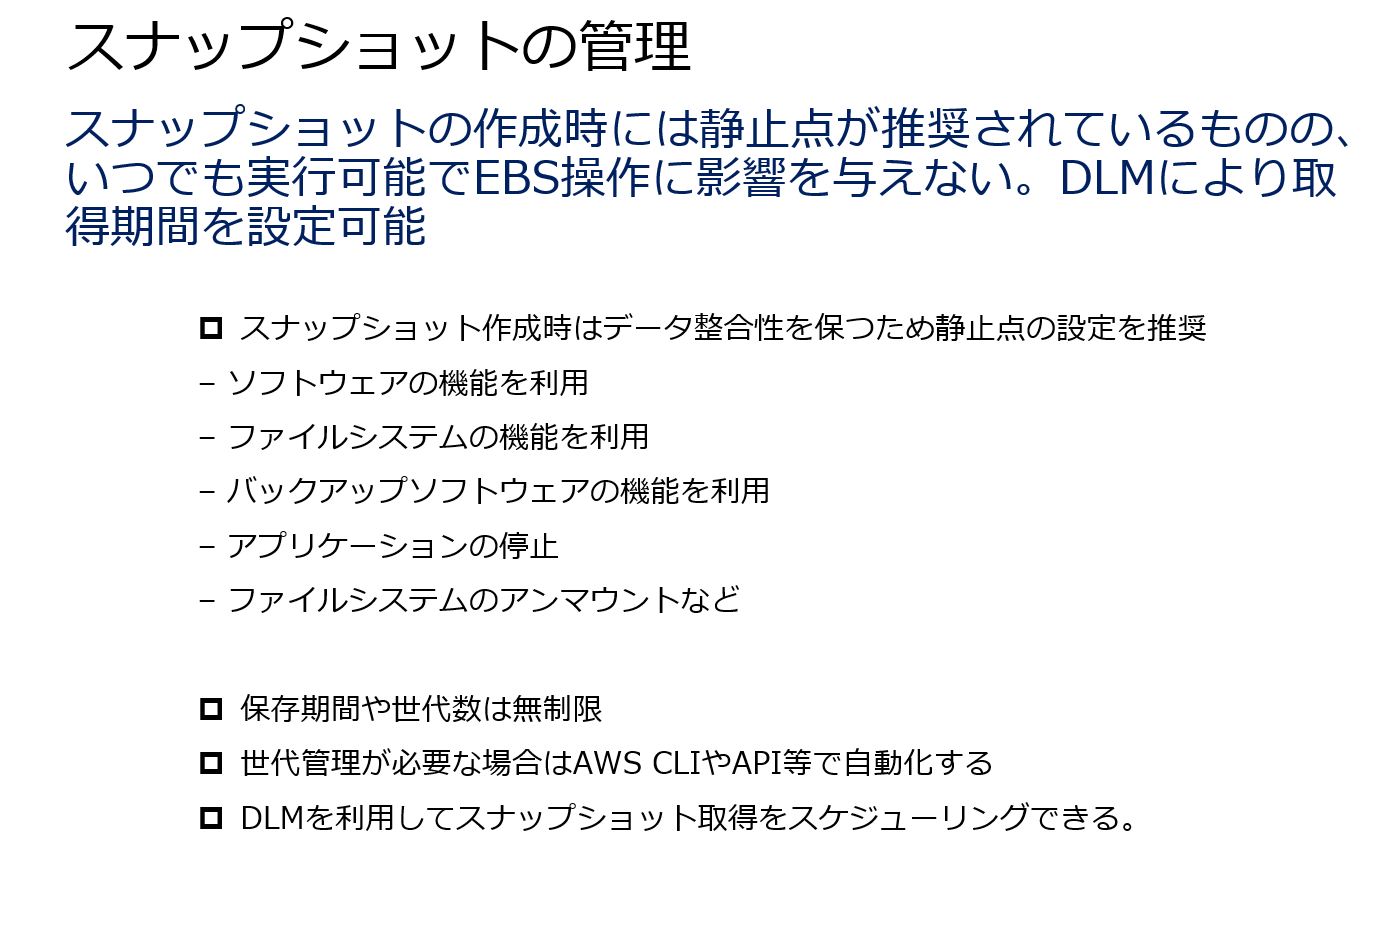 スナップショットの管理
スナップショットの作成時には静止点が推奨されているものの、
いつでも実行可能でEBS操作に影響を与えない。DLMにより取
得期間を設定可能
スナップショット作成時はデータ整合性を保つため静止点の設定を推奨
– ソフトウェアの機能を利用
– ファイルシステムの機能を利用
– バックアップソフトウェアの機能を利用
– アプリケーションの停止
– ファイルシステムのアンマウントなど
保存期間や世代数は無制限
世代管理が必要な場合はAWS CLIやAPI等で自動化する
DLMを利用してスナップショット取得をスケジューリングできる。